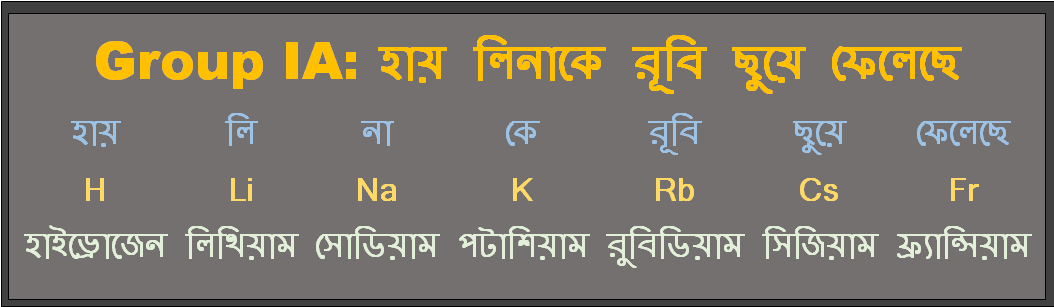 Group IA: হায় লিনাকে রূবি ছুয়ে ফেলেছে
হায় লি না কে রূবি ছুয়ে ফেলেছে
H Li Na K Rb Cs Fr
হাইড্রোজেন লিথিয়াম সোডিয়াম পটাশিয়াম রুবিডিয়াম সিজিয়াম ফ্র্যান্সিয়াম